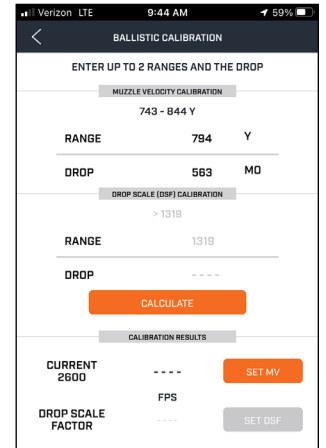 Verizon LTE 9:44 AM 59%
BALLISTIC CALIBRATION
ENTER UP TO 2 RANGES AND THE DROP
MUZZLE VELOCITY CALIBRATION
743 - 844 Y
RANGE 794 Y
DROP 563 MO
DROP SCALE (DSF) CALIBRATION
> 1319
RANGE 1319
DROP - - - -
CALCULATE
CALIBRATION RESULTS
CURRENT
2600 - - - - SET MV
FPS
DROP SCALE
FACTOR - - - - SET DSF